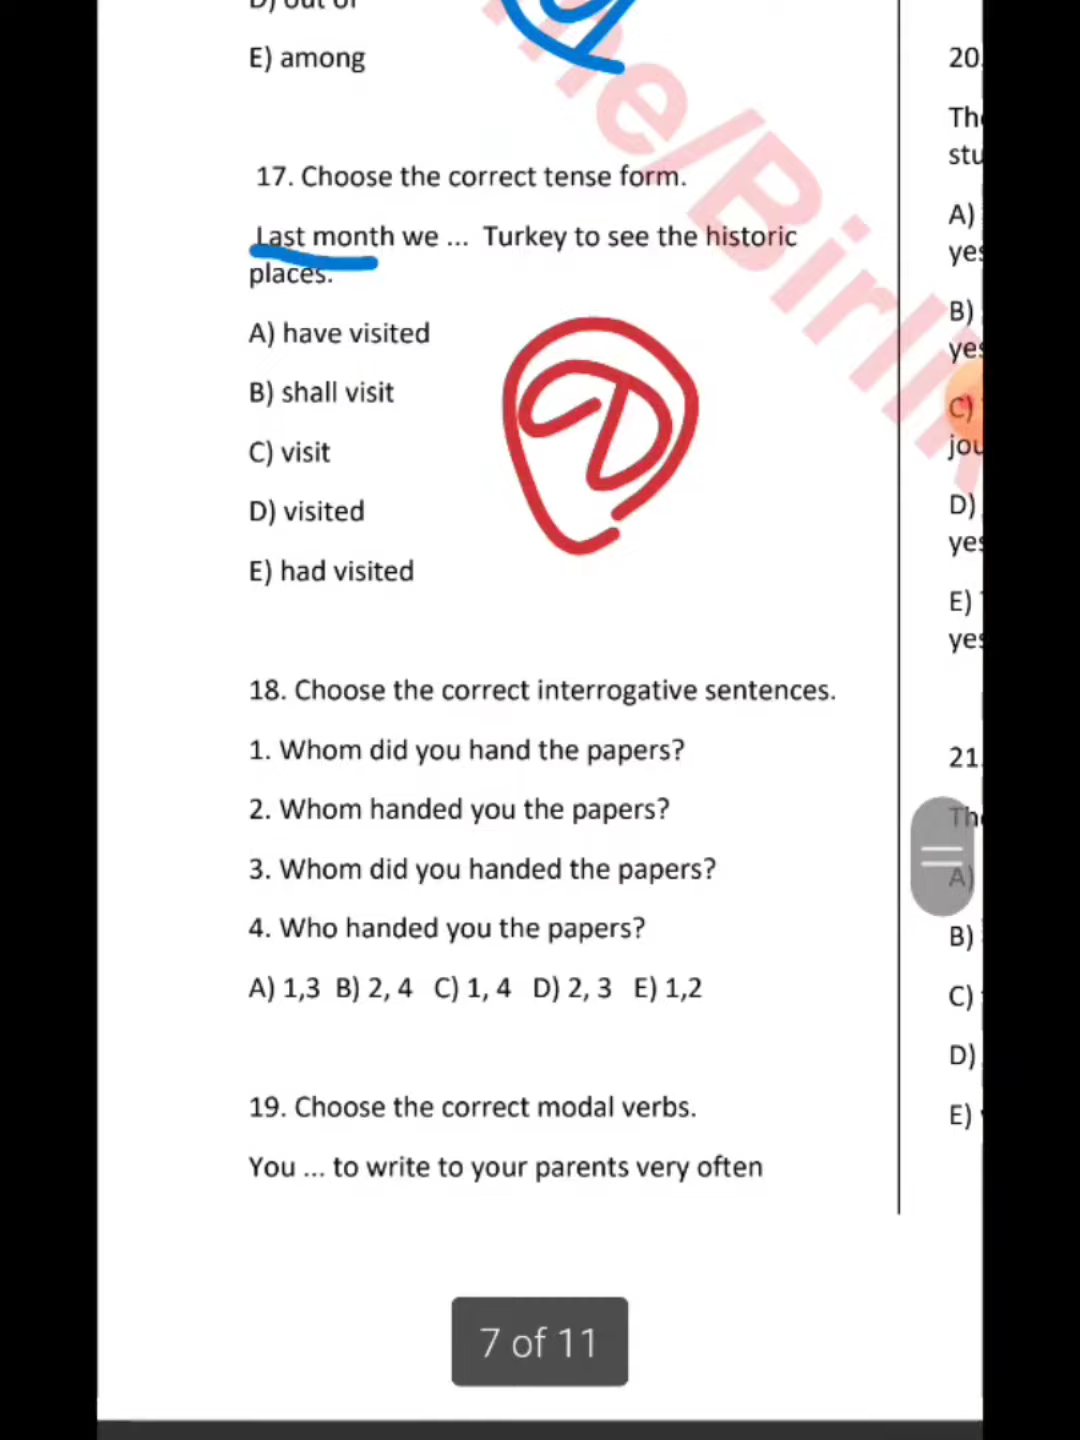 D) out of
E) among
17. Choose the correct tense form.
Last month we ... Turkey to see the historic
places.
A) have visited
B) shall visit
C) visit
D) visited
E) had visited
D
18. Choose the correct interrogative sentences.
1. Whom did you hand the papers?
2. Whom handed you the papers?
3. Whom did you handed the papers?
4. Who handed you the papers?
A) 1,3 B) 2, 4 C) 1, 4 D) 2, 3 E) 1,2
19. Choose the correct modal verbs.
You ... to write to your parents very often
20.
A)
B)
C)
D)
E)
21.
A)
B)
C)
D)
E)
7 of 11